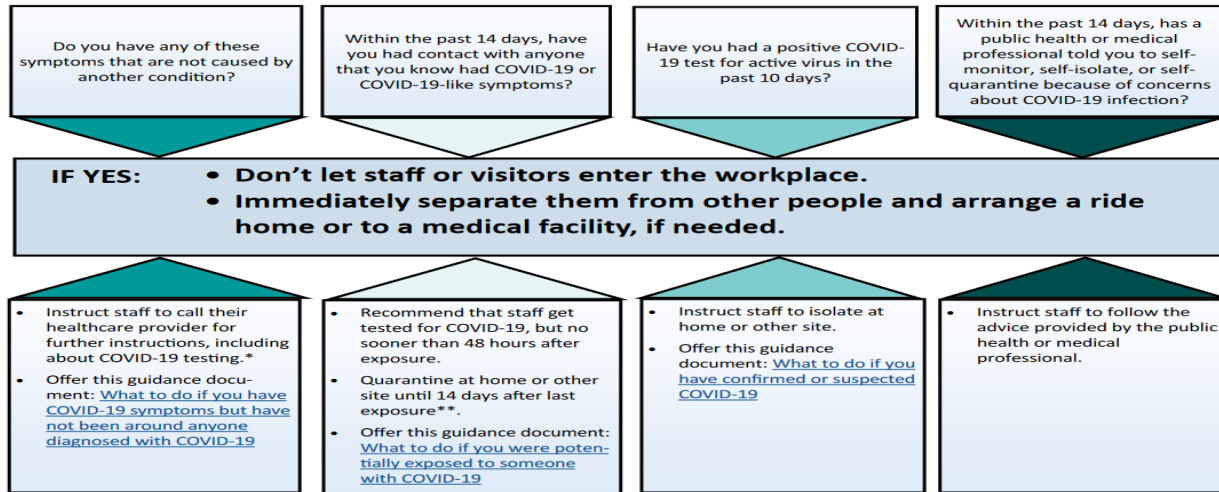 Do you have any of these
symptoms that are not caused by
another condition?
Within the past 14 days, have
you had contact with anyone
that you know had COVID-19 or
COVID-19-like symptoms?
Have you had a positive COVID-
19 test for active virus in the
past 10 days?
Within the past 14 days, has a
public health or medical
professional told you to self-
monitor, self-isolate, or self-
quarantine because of concerns
about COVID-19 infection?
IF YES:
• Don’t let staff or visitors enter the workplace.
• Immediately separate them from other people and arrange a ride
home or to a medical facility, if needed.
• Instruct staff to call their
healthcare provider for
further instructions, including
about COVID-19 testing.*
• Offer this guidance docu-
ment: What to do if you have
COVID-19 symptoms but have
not been around anyone
diagnosed with COVID-19
• Recommend that staff get
tested for COVID-19, but no
sooner than 48 hours after
exposure.
• Quarantine at home or other
site until 14 days after last
exposure**.
• Offer this guidance document:
What to do if you were poten-
tially exposed to someone
with COVID-19
• Instruct staff to isolate at
home or other site.
• Offer this guidance
document: What to do if you
have confirmed or suspected
COVID-19
• Instruct staff to follow the
advice provided by the public
health or medical
professional.